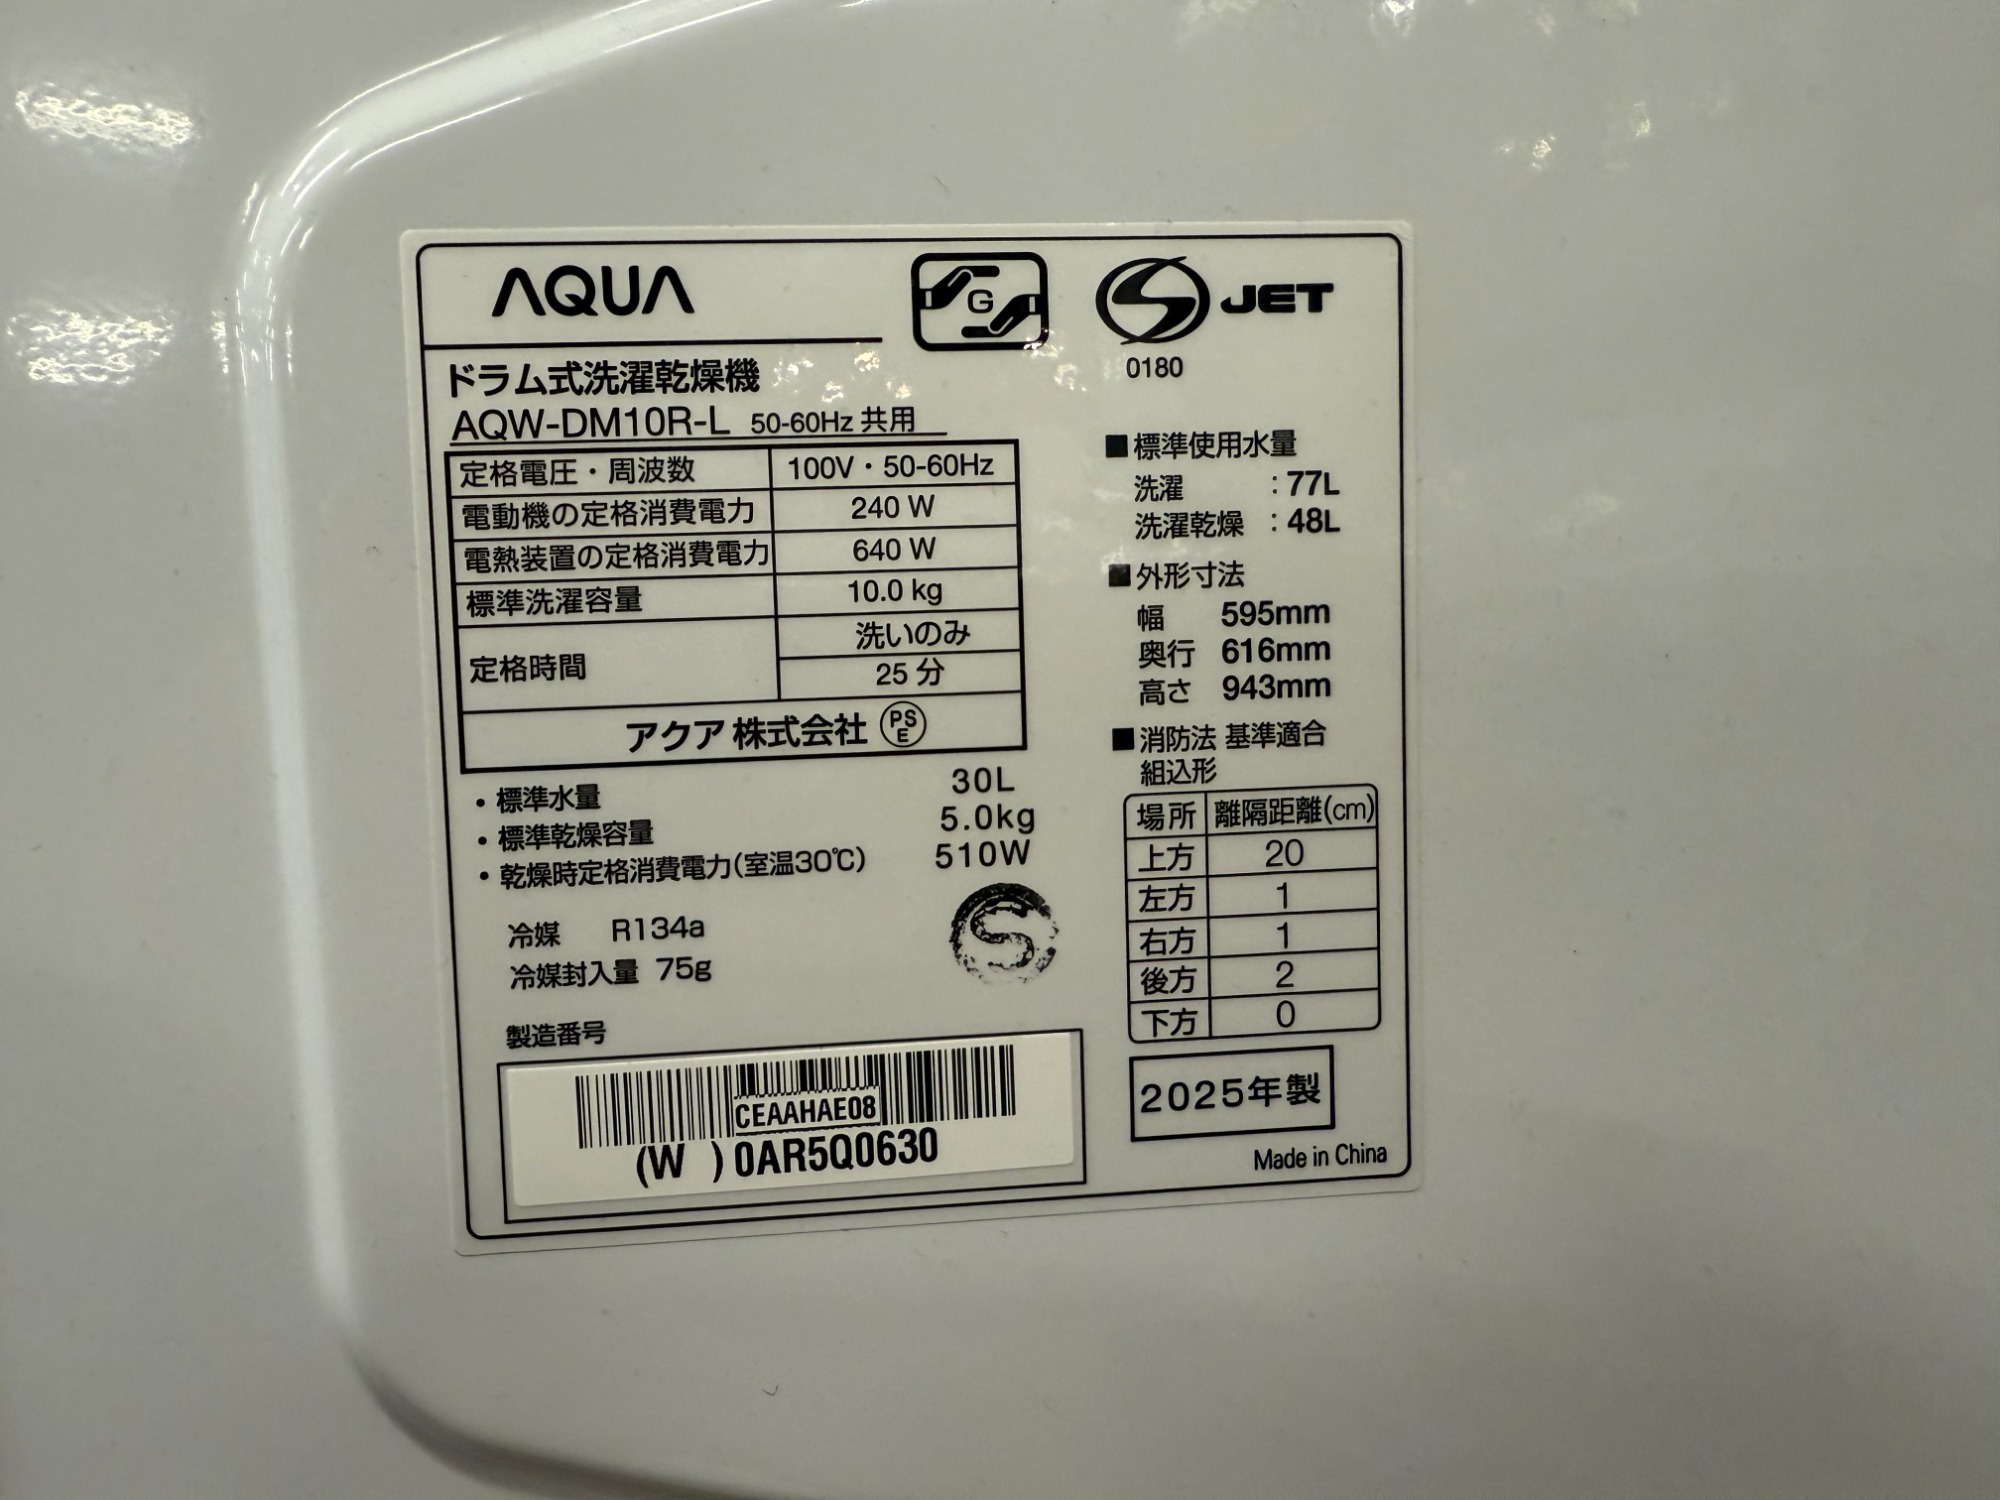 AQUA
G
S JET
0180
ドラム式洗濯乾燥機
AQW-DM10R-L 50-60Hz 共用
定格電圧・周波数 100V・50-60Hz
電動機の定格消費電力 240 W
電熱装置の定格消費電力 640 W
標準洗濯容量 10.0 kg
定格時間 洗いのみ
25 分
アクア 株式会社 PSE
・標準水量 30L
・標準乾燥容量 5.0kg
・乾燥時定格消費電力(室温30℃) 510W
冷媒 R134a
冷媒封入量 75g
S
製造番号
CEAAHAE08
(W ) 0AR5Q0630
■標準使用水量
洗濯 :77L
洗濯乾燥 :48L
■外形寸法
幅 595mm
奥行 616mm
高さ 943mm
■消防法 基準適合
組込形
場所 離隔距離(cm)
上方 20
左方 1
右方 1
後方 2
下方 0
2025年製
Made in China